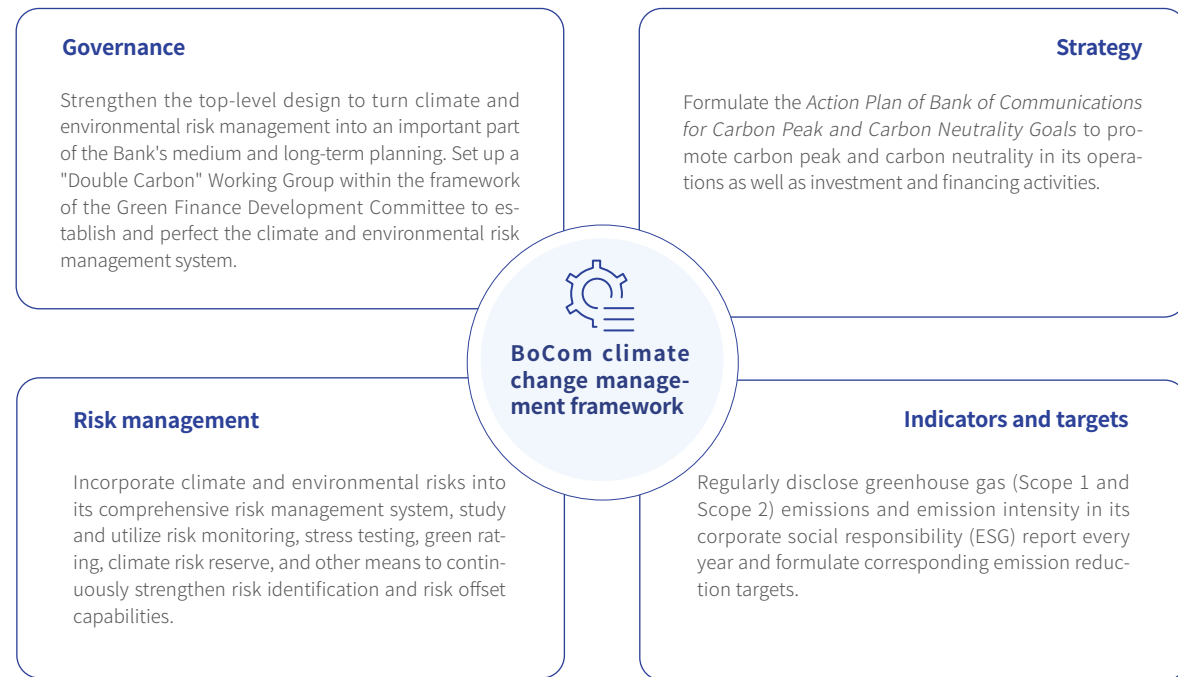 Governance
Strengthen the top-level design to turn climate and
environmental risk management into an important part
of the Bank's medium and long-term planning. Set up a
"Double Carbon" Working Group within the framework
of the Green Finance Development Committee to es-
tablish and perfect the climate and environmental risk
management system.
Strategy
Formulate the Action Plan of Bank of Communications
for Carbon Peak and Carbon Neutrality Goals to pro-
mote carbon peak and carbon neutrality in its opera-
tions as well as investment and financing activities.
BoCom climate
change manage-
ment framework
Risk management
Incorporate climate and environmental risks into
its comprehensive risk management system, study
and utilize risk monitoring, stress testing, green rat-
ing, climate risk reserve, and other means to contin-
uously strengthen risk identification and risk offset
capabilities.
Indicators and targets
Regularly disclose greenhouse gas (Scope 1 and
Scope 2) emissions and emission intensity in its
corporate social responsibility (ESG) report every
year and formulate corresponding emission reduc-
tion targets.